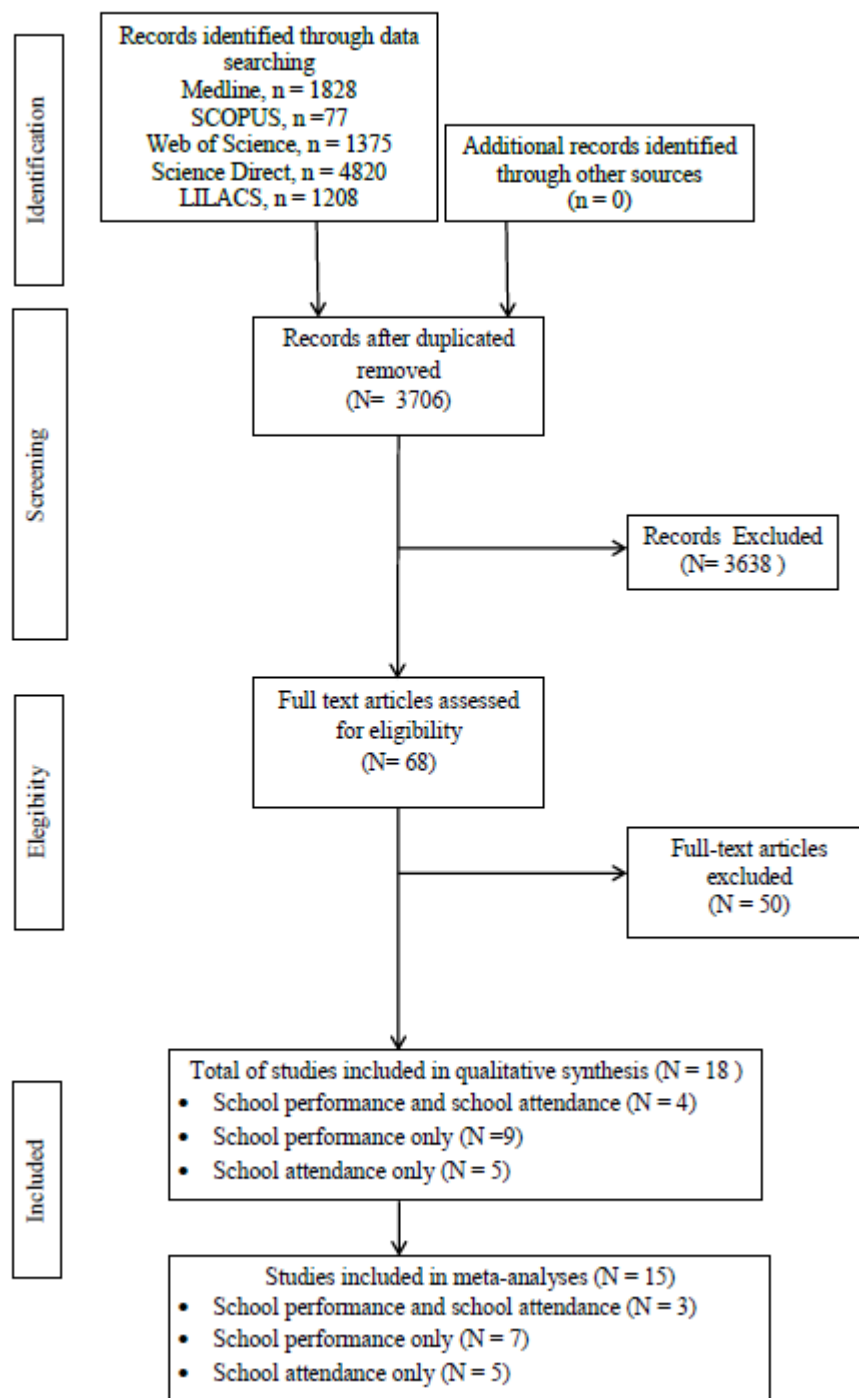 Identification
Records identified through data
searching
Medline, n = 1828
SCOPUS, n =77
Web of Science, n = 1375
Science Direct, n = 4820
LILACS, n = 1208
Additional records identified
through other sources
(n = 0)
Screening
Records after duplicated
removed
(N= 3706)
Records Excluded
(N= 3638 )
Elegibiity
Full text articles assessed
for eligibility
(N= 68)
Full-text articles
excluded
(N = 50)
Included
Total of studies included in qualitative synthesis (N = 18 )
• School performance and school attendance (N = 4)
• School performance only (N =9)
• School attendance only (N = 5)
Studies included in meta-analyses (N = 15)
• School performance and school attendance (N = 3)
• School performance only (N = 7)
• School attendance only (N = 5)